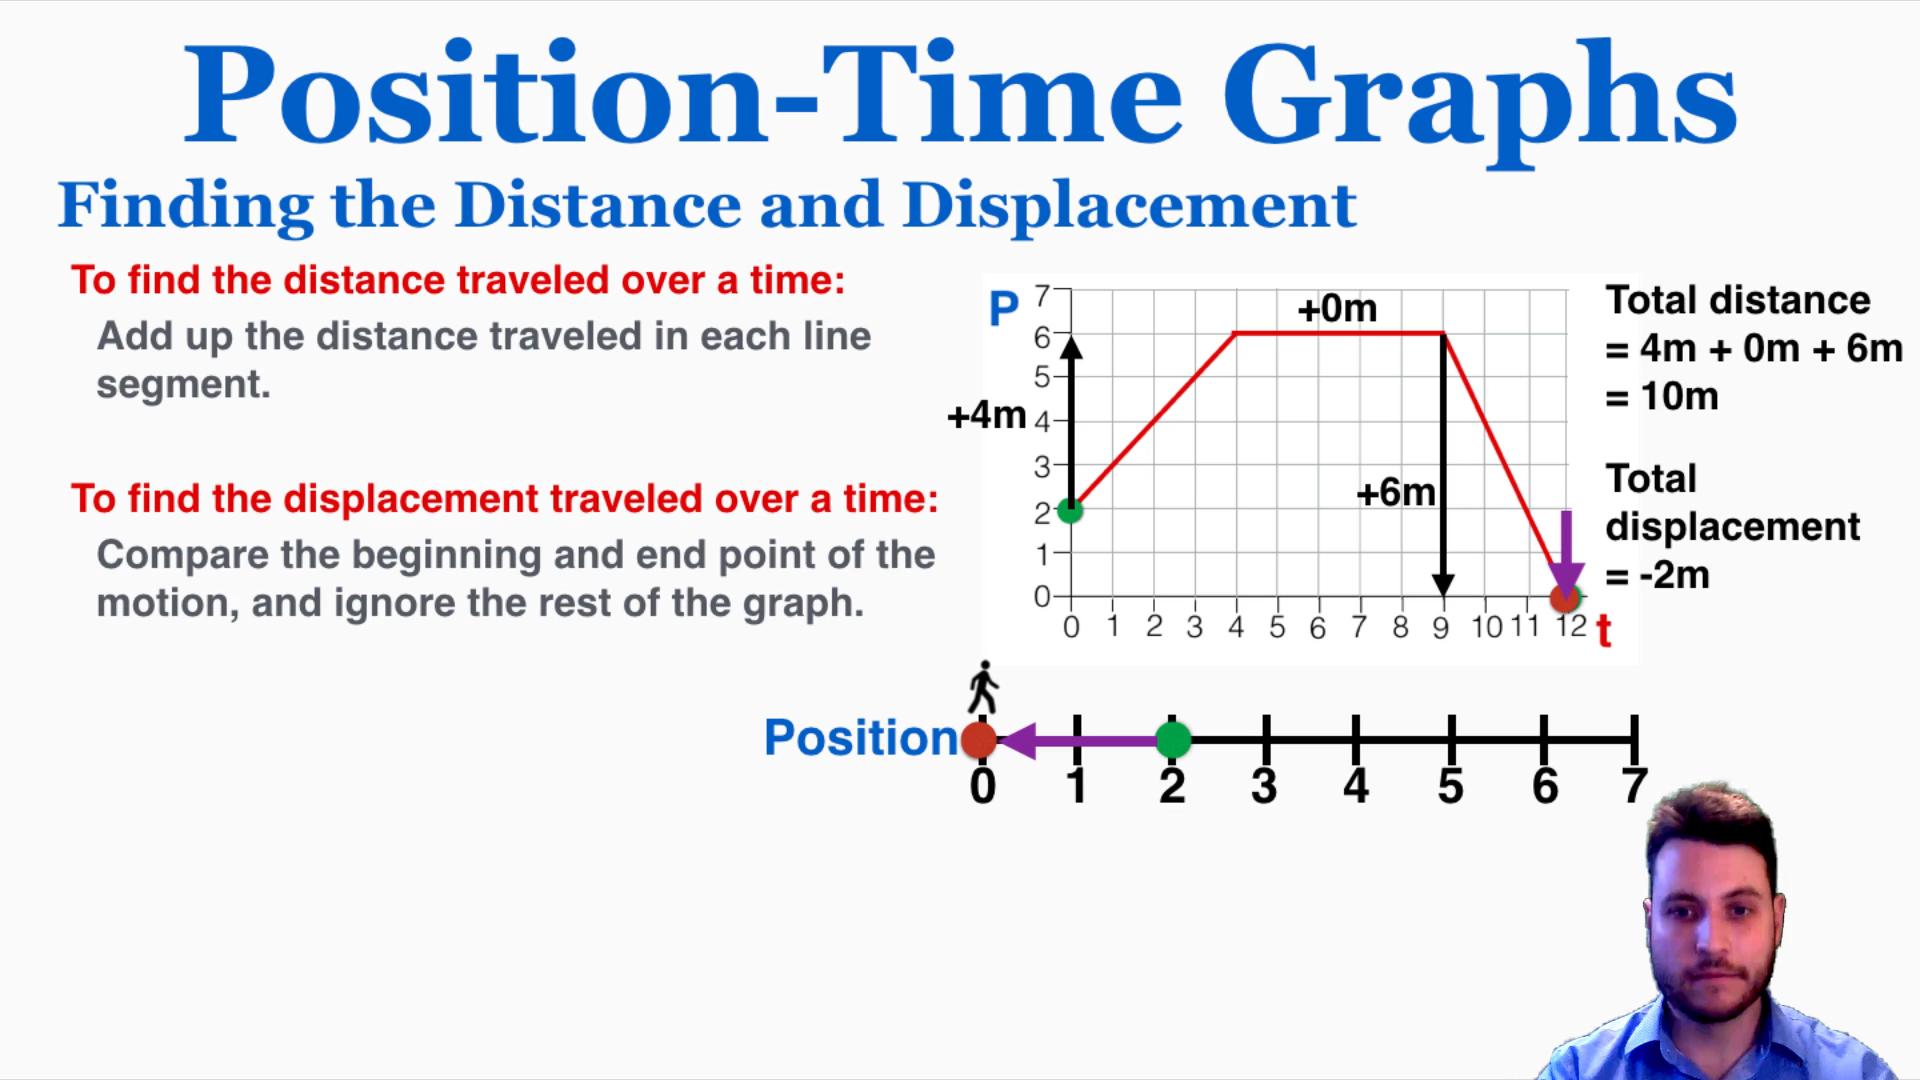 Position-Time Graphs
Finding the Distance and Displacement
To find the distance traveled over a time:
Add up the distance traveled in each line
segment.
To find the displacement traveled over a time:
Compare the beginning and end point of the
motion, and ignore the rest of the graph.
P
7
6
5
4
3
2
1
0
+4m
+0m
+6m
0 1 2 3 4 5 6 7 8 9 10 11 12
t
Total distance
= 4m + 0m + 6m
= 10m
Total
displacement
= -2m
Position
0 1 2 3 4 5 6 7